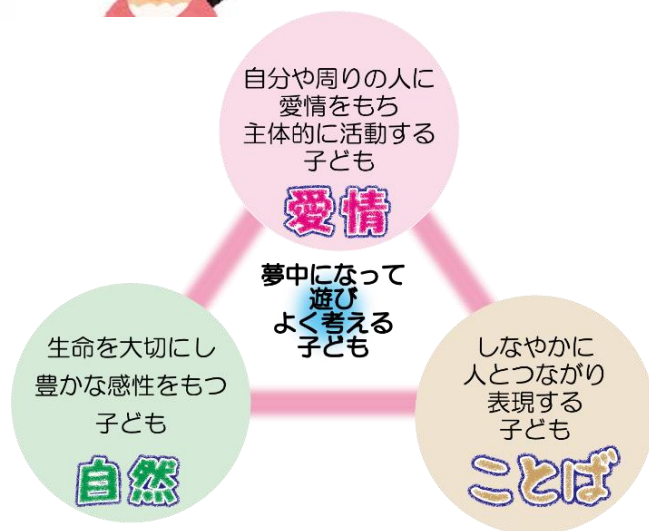 自分や周りの人に
愛情をもち
主体的に活動する
子ども
愛情
夢中になって
遊び
よく考える
子ども
生命を大切にし
豊かな感性をもつ
子ども
自然
しなやかに
人とつながり
表現する
子ども
ことば